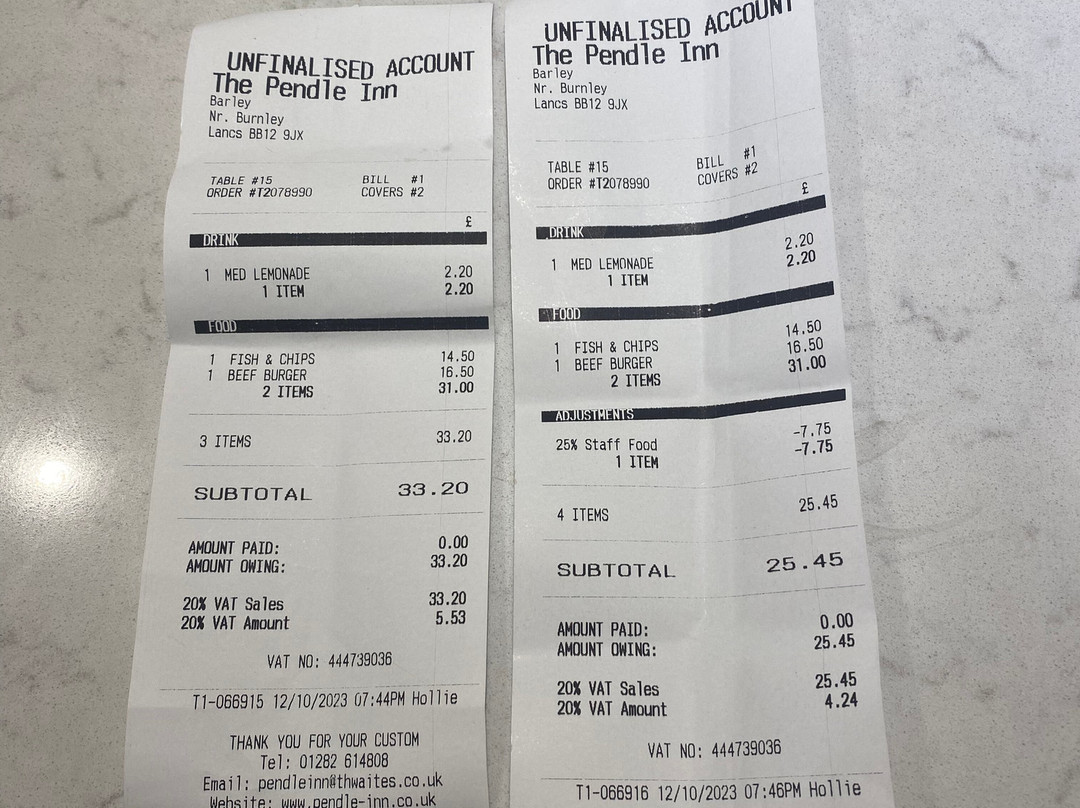 UNFINALISED ACCOUNT
The Pendle Inn
Barley
Nr. Burnley
Lancs BB12 9JX
TABLE #15 BILL #1
ORDER #T2078990 COVERS #2
£
DRINK
1 MED LEMONADE 2.20
1 ITEM 2.20
FOOD
1 FISH & CHIPS 14.50
1 BEEF BURGER 16.50
2 ITEMS 31.00
3 ITEMS 33.20
SUBTOTAL 33.20
AMOUNT PAID: 0.00
AMOUNT OWING: 33.20
20% VAT Sales 33.20
20% VAT Amount 5.53
VAT NO: 444739036
T1-066915 12/10/2023 07:44PM Hollie
THANK YOU FOR YOUR CUSTOM
Tel: 01282 614808
Email: pendleinn@thwaites.co.uk
Website: www.pendle-inn.co.uk
UNFINALISED ACCOUNT
The Pendle Inn
Barley
Nr. Burnley
Lancs BB12 9JX
TABLE #15 BILL #1
ORDER #T2078990 COVERS #2
£
DRINK
1 MED LEMONADE 2.20
1 ITEM 2.20
FOOD
1 FISH & CHIPS 14.50
1 BEEF BURGER 16.50
2 ITEMS 31.00
ADJUSTMENTS
25% Staff Food -7.75
1 ITEM -7.75
4 ITEMS 25.45
SUBTOTAL 25.45
AMOUNT PAID: 0.00
AMOUNT OWING: 25.45
20% VAT Sales 25.45
20% VAT Amount 4.24
VAT NO: 444739036
T1-066916 12/10/2023 07:46PM Hollie